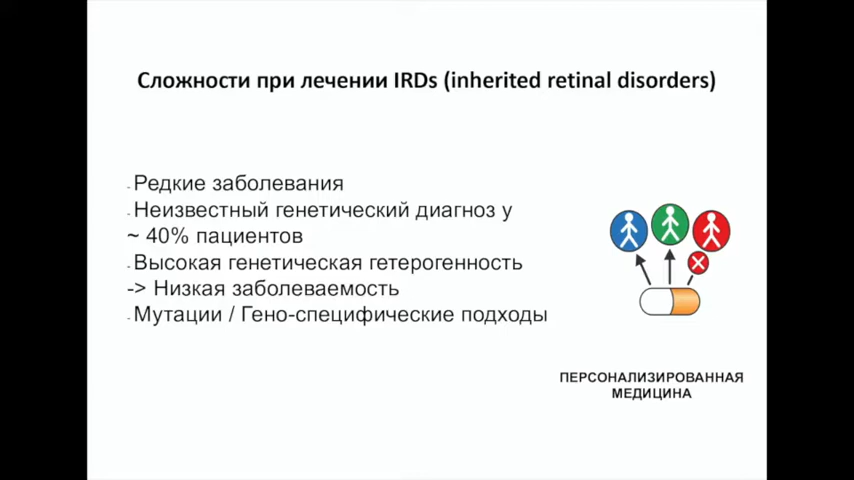 Сложности при лечении IRDs (inherited retinal disorders)
- Редкие заболевания
- Неизвестный генетический диагноз у
~ 40% пациентов
- Высокая генетическая гетерогенность
-> Низкая заболеваемость
- Мутации / Гено-специфические подходы
ПЕРСОНАЛИЗИРОВАННАЯ
МЕДИЦИНА